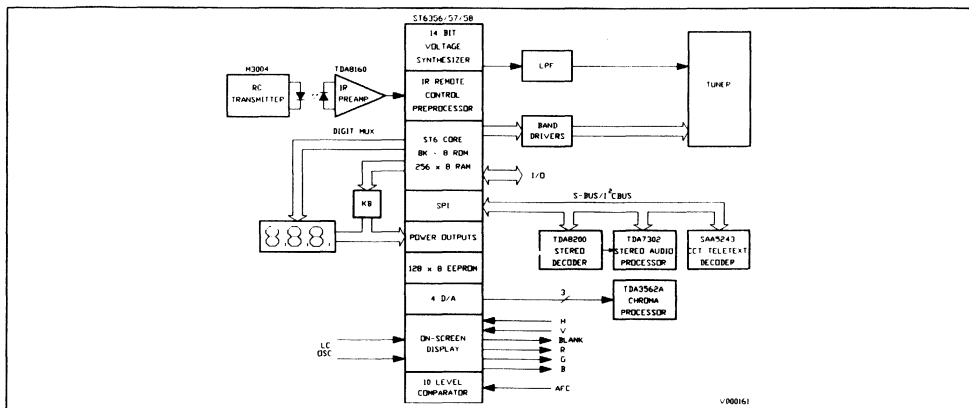 ST6356/57/58
14 BIT
VOLTAGE
SYNTHESIZER
IR REMOTE
CONTROL
PREPROCESSOR
ST6 CORE
8K - 8 ROM
256 x 8 RAM
SPI
POWER OUTPUTS
128 x 8 EEPROM
4 D/A
ON-SCREEN
DISPLAY
10 LEVEL
COMPARATOR
M3004
RC
TRANSMITTER
TDA8160
IR
PREAMP
DIGIT MUX
KB
8.8.8.
LC
OSC
LPF
TUNER
BAND
DRIVERS
I/O
S-BUS/I²CBUS
TDA8200
STEREO
DECODER
TDA7302
STEREO AUDIO
PROCESSOR
SAA5243
CCT TELETEXT
DECODER
3
TDA3562A
CHROMA
PROCESSOR
H
V
BLANK
R
G
B
AFC
V000161